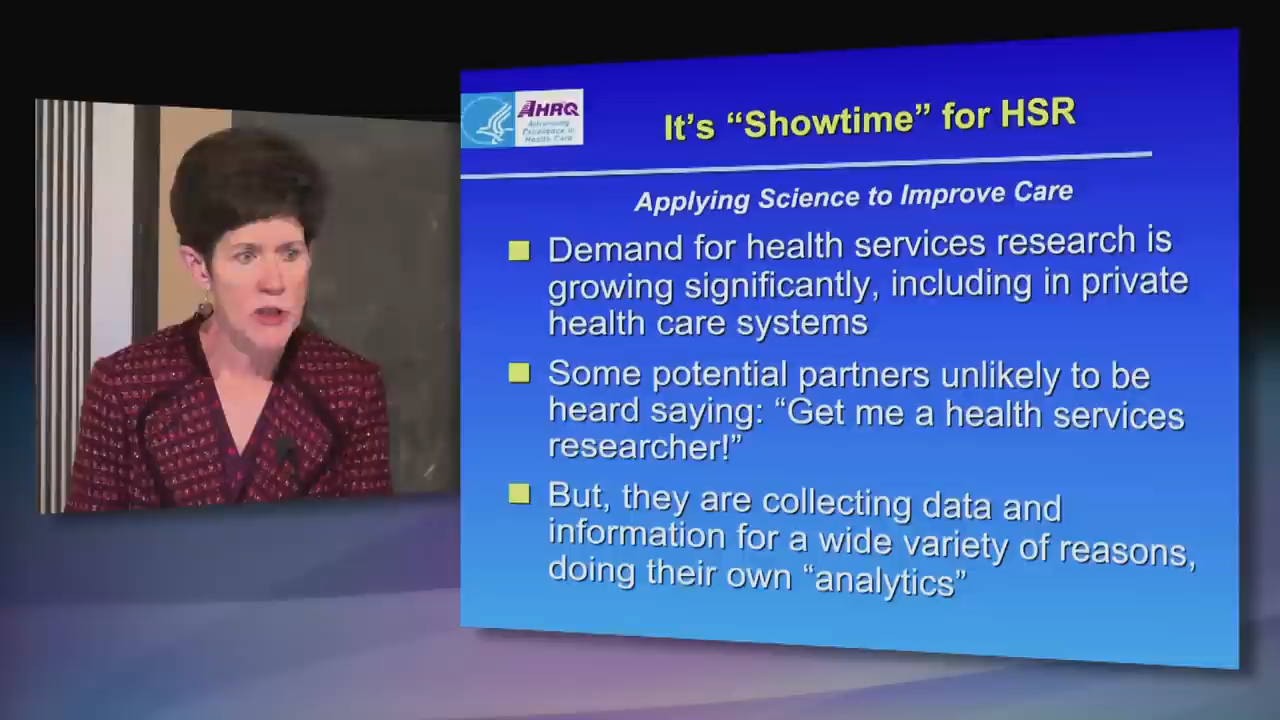 AHRQ
Advancing
Excellence in
Health Care
It's “Showtime” for HSR
Applying Science to Improve Care
Demand for health services research is
growing significantly, including in private
health care systems
Some potential partners unlikely to be
heard saying: “Get me a health services
researcher!”
But, they are collecting data and
information for a wide variety of reasons,
doing their own “analytics”